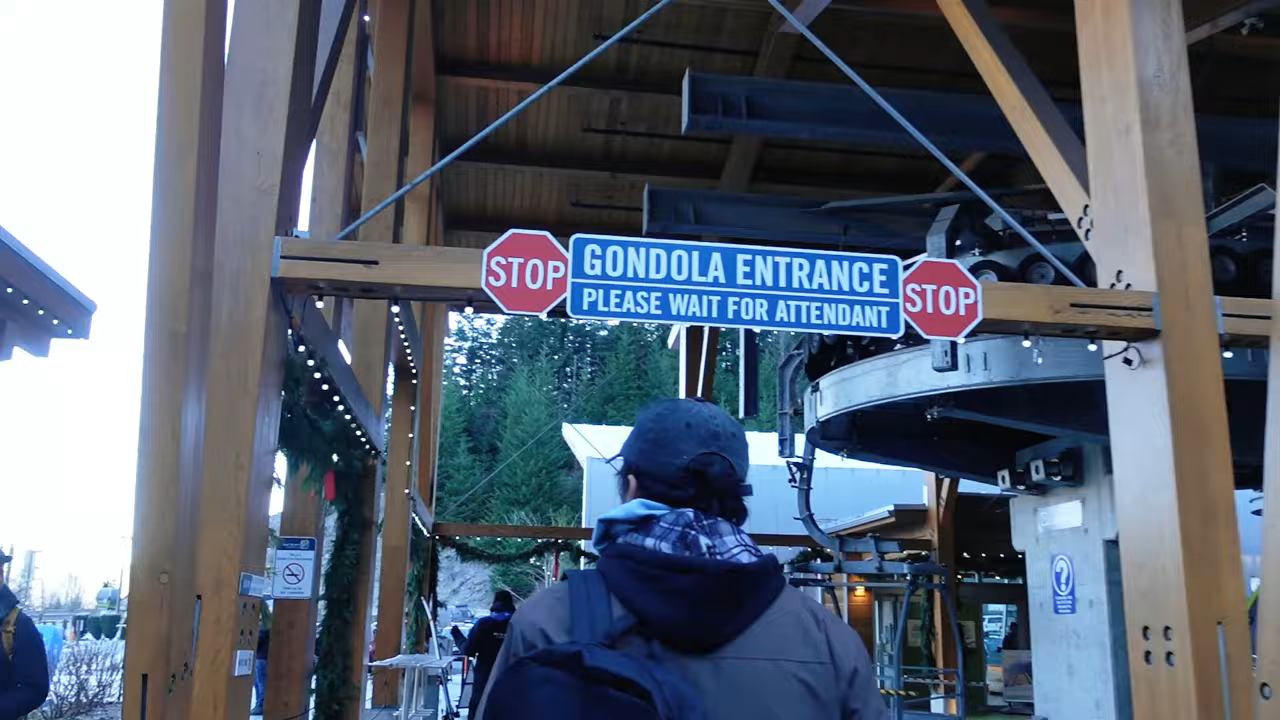 STOP
GONDOLA ENTRANCE
PLEASE WAIT FOR ATTENDANT
STOP
?